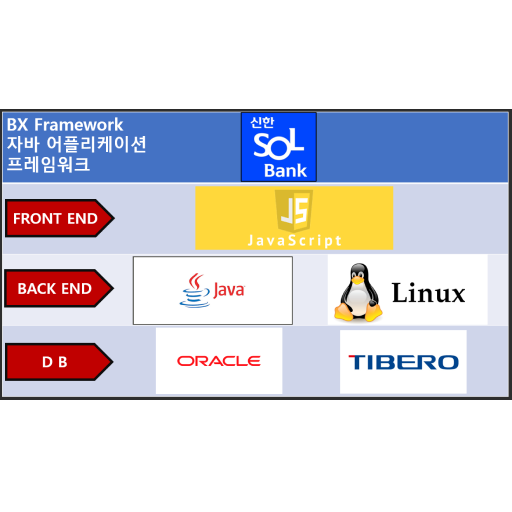 BX Framework
자바 어플리케이션
프레임워크
신한
SOL
Bank
FRONT END
JS
JavaScript
BACK END
Java
Linux
D B
ORACLE
TIBERO